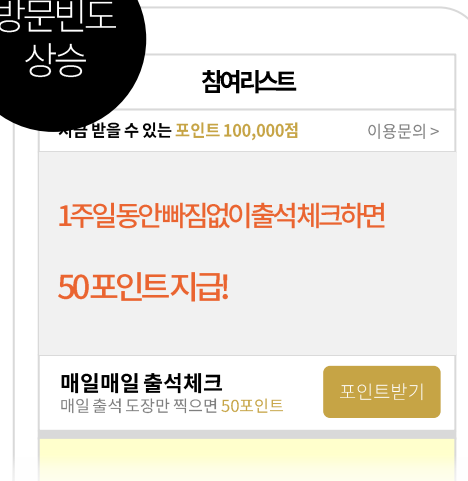 방문빈도
상승
참여리스트
지금 받을 수 있는 포인트 100,000점
이용문의 >
1주일 동안 빠짐없이 출석 체크하면
50 포인트 지급!
매일매일 출석체크
매일 출석 도장만 찍으면 50포인트
포인트받기